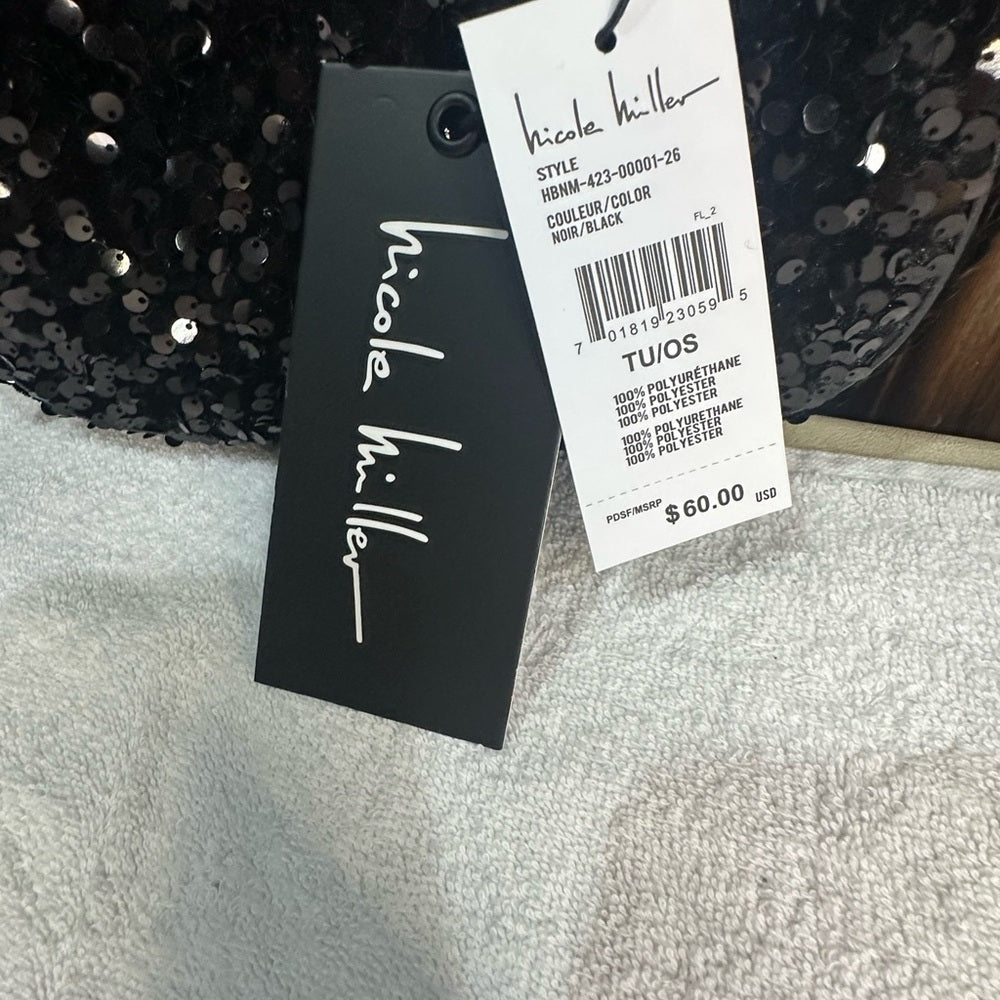 nicole miller
nicole miller
STYLE
HBNM-423-00001-26
COULEUR/COLOR
NOIR/BLACK
FL_2
7 01819 23059 5
TU/OS
100% POLYURÉTHANE
100% POLYESTER
100% POLYESTER
100% POLYURETHANE
100% POLYESTER
100% POLYESTER
PDSF/MSRP $60.00 USD